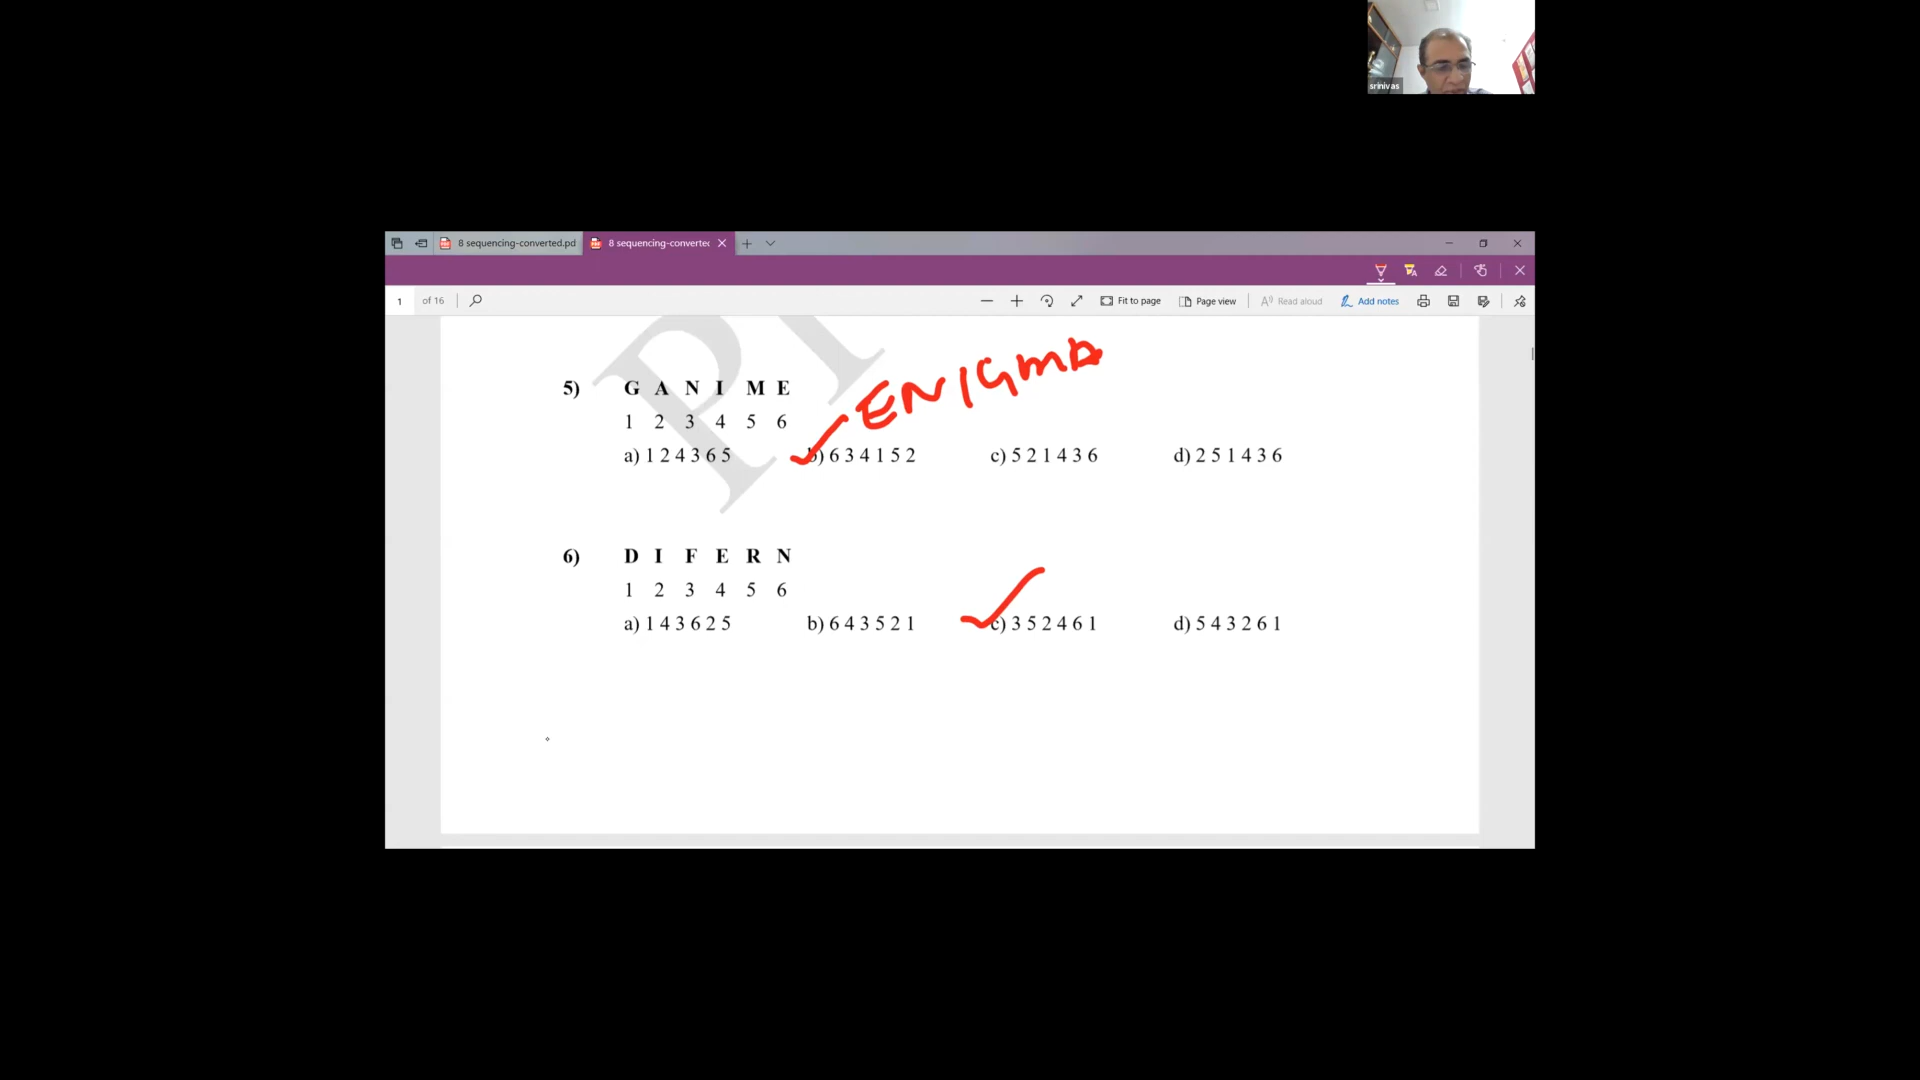 srinivas
8 sequencing-converted.pd 8 sequencing-converted
1 of 16 Fit to page Page view Read aloud Add notes
ENIGMA
5) G A N I M E
1 2 3 4 5 6
a) 1 2 4 3 6 5 b) 6 3 4 1 5 2 c) 5 2 1 4 3 6 d) 2 5 1 4 3 6
6) D I F E R N
1 2 3 4 5 6
a) 1 4 3 6 2 5 b) 6 4 3 5 2 1 c) 3 5 2 4 6 1 d) 5 4 3 2 6 1